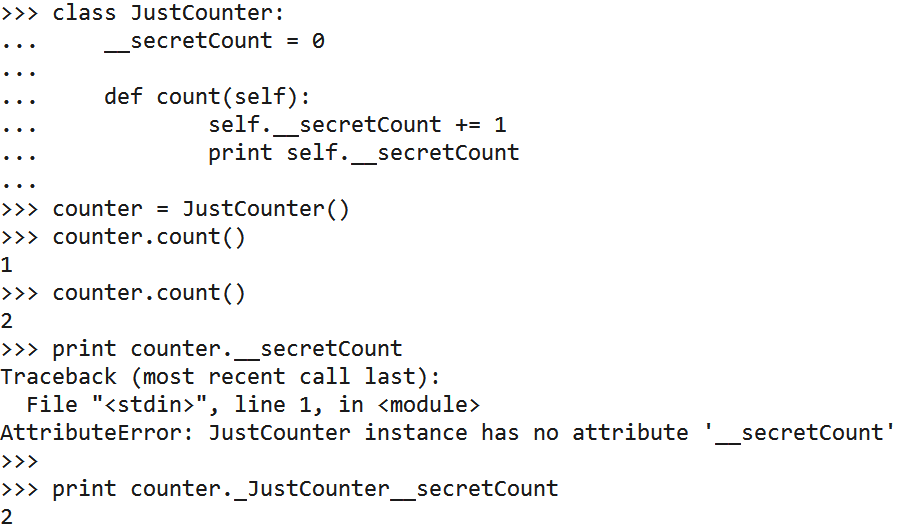 >>> class JustCounter:
...     __secretCount = 0
...
...     def count(self):
...             self.__secretCount += 1
...             print self.__secretCount
...
>>> counter = JustCounter()
>>> counter.count()
1
>>> counter.count()
2
>>> print counter.__secretCount
Traceback (most recent call last):
  File "<stdin>", line 1, in <module>
AttributeError: JustCounter instance has no attribute '__secretCount'
>>>
>>> print counter._JustCounter__secretCount
2